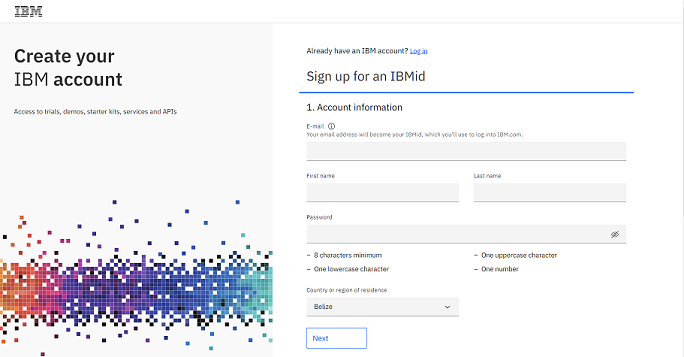 IBM
Create your
IBM account
Access to trials, demos, starter kits, services and APIs
Already have an IBM account? Log in
Sign up for an IBMid
1. Account information
E-mail
Your email address will become your IBMid, which you'll use to log into IBM.com.
First name Last name
Password
– 8 characters minimum – One uppercase character
– One lowercase character – One number
Country or region of residence
Belize
Next